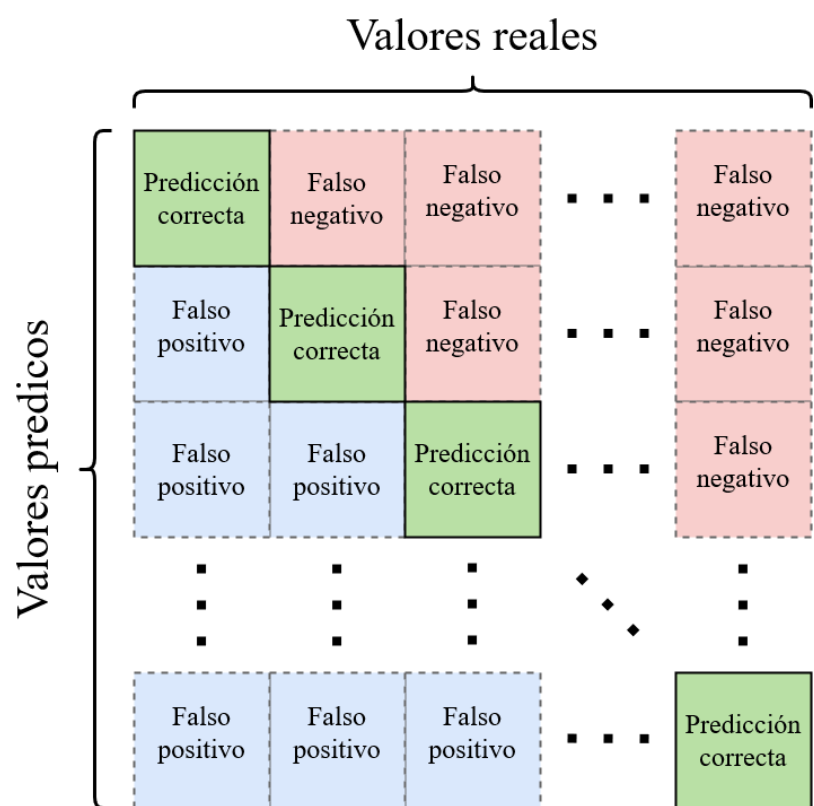 Valores reales
Valores predicos
Predicción
correcta
Falso
negativo
Falso
negativo
Falso
negativo
Falso
positivo
Predicción
correcta
Falso
negativo
Falso
negativo
Falso
positivo
Falso
positivo
Predicción
correcta
Falso
negativo
Falso
positivo
Falso
positivo
Falso
positivo
Predicción
correcta